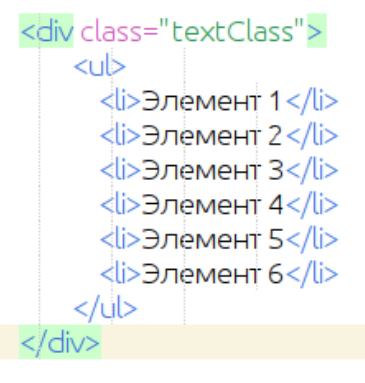 <div class="textClass">
<ul>
<li>Элемент 1</li>
<li>Элемент 2</li>
<li>Элемент 3</li>
<li>Элемент 4</li>
<li>Элемент 5</li>
<li>Элемент 6</li>
</ul>
</div>